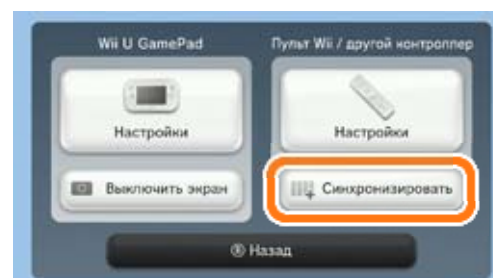 Wii U GamePad
Пульт Wii / другой контроллер
Настройки
Настройки
Выключить экран
Синхронизировать
Ⓑ Назад